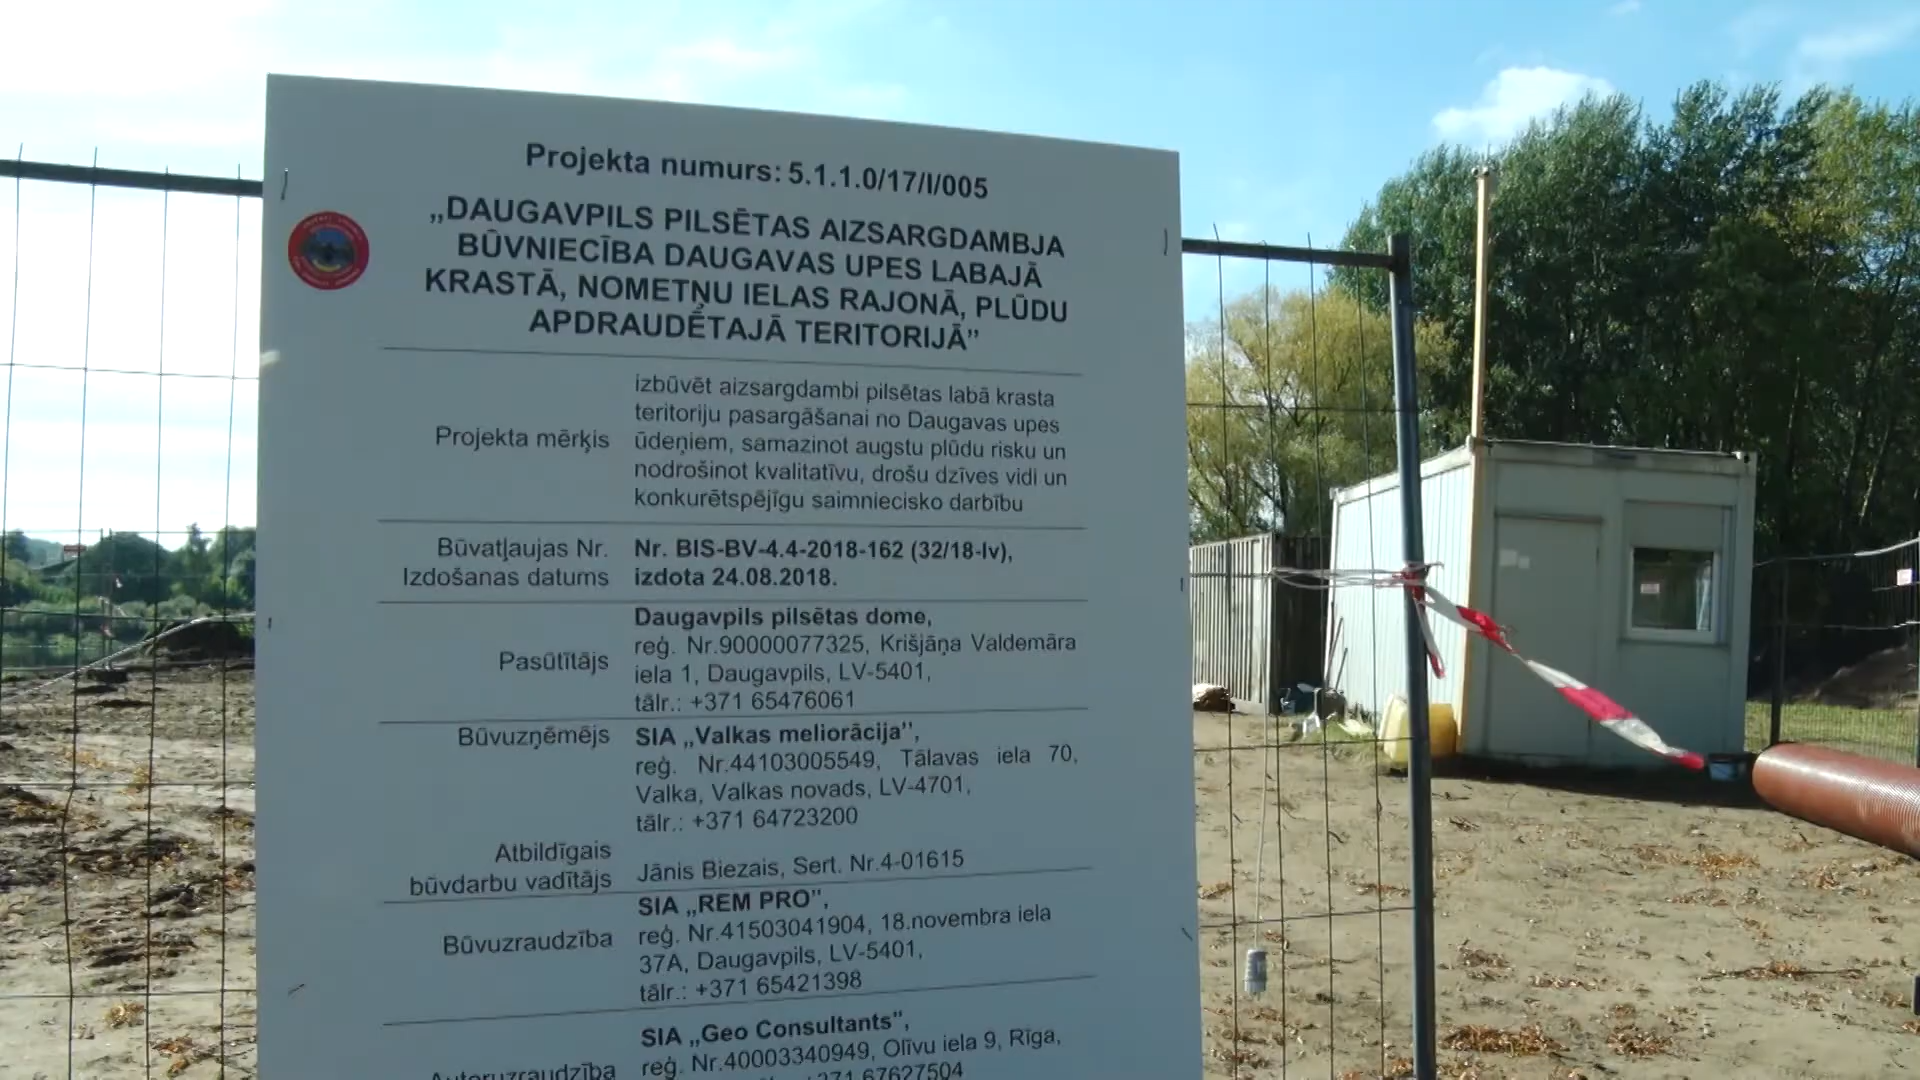 Projekta numurs: 5.1.1.0/17/I/005
„DAUGAVPILS PILSĒTAS AIZSARGDAMBJA
BŪVNIECĪBA DAUGAVAS UPES LABAJĀ
KRASTĀ, NOMETŅU IELAS RAJONĀ, PLŪDU
APDRAUDĒTAJĀ TERITORIJĀ”
Projekta mērķis
izbūvēt aizsargdambi pilsētas labā krasta
teritoriju pasargāšanai no Daugavas upes
ūdeņiem, samazinot augstu plūdu risku un
nodrošinot kvalitatīvu, drošu dzīves vidi un
konkurētspējīgu saimniecisko darbību
Būvatļaujas Nr.
Izdošanas datums
Nr. BIS-BV-4.4-2018-162 (32/18-lv),
izdota 24.08.2018.
Pasūtītājs
Daugavpils pilsētas dome,
reģ. Nr.90000077325, Krišjāņa Valdemāra
iela 1, Daugavpils, LV-5401,
tālr.: +371 65476061
Būvuzņēmējs
SIA „Valkas meliorācija”,
reģ. Nr.44103005549, Tālavas iela 70,
Valka, Valkas novads, LV-4701,
tālr.: +371 64723200
Atbildīgais
būvdarbu vadītājs
Jānis Biezais, Sert. Nr.4-01615
Būvuzraudzība
SIA „REM PRO”,
reģ. Nr.41503041904, 18.novembra iela
37A, Daugavpils, LV-5401,
tālr.: +371 65421398
Autoruzraudzība
SIA „Geo Consultants”,
reģ. Nr.40003340949, Olīvu iela 9, Rīga,
+371 67627504